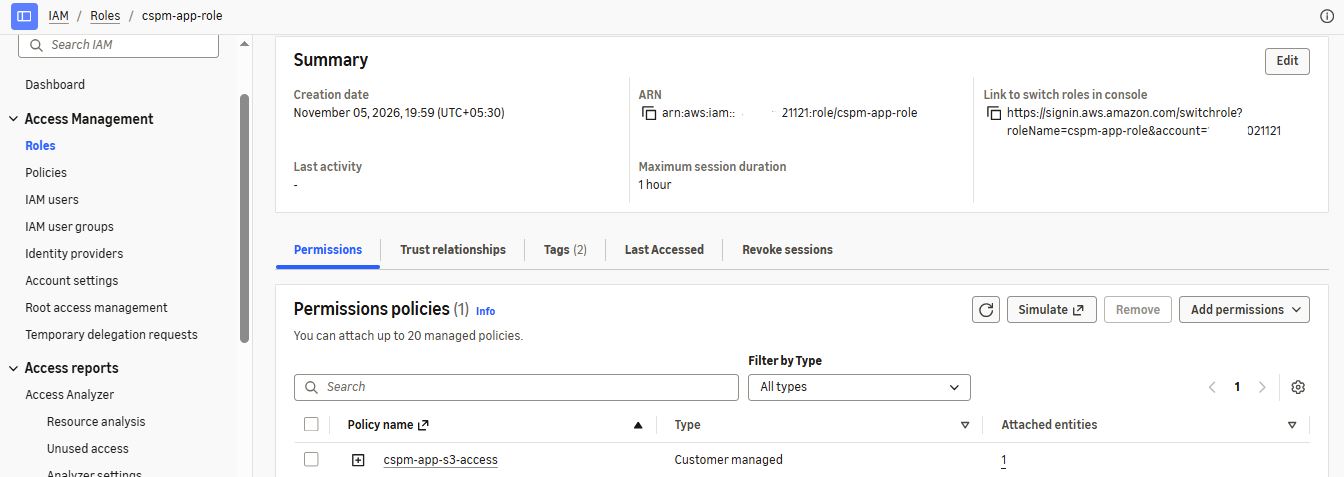 IAM / Roles / cspm-app-role
Search IAM
Dashboard
Access Management
Roles
Policies
IAM users
IAM user groups
Identity providers
Account settings
Root access management
Temporary delegation requests
Access reports
Access Analyzer
Resource analysis
Unused access
Analyzer settings
Summary
Edit
Creation date
November 05, 2026, 19:59 (UTC+05:30)
ARN
arn:aws:iam:: 21121:role/cspm-app-role
Link to switch roles in console
https://signin.aws.amazon.com/switchrole?
roleName=cspm-app-role&account= 021121
Last activity
-
Maximum session duration
1 hour
Permissions
Trust relationships
Tags (2)
Last Accessed
Revoke sessions
Permissions policies (1) Info
You can attach up to 20 managed policies.
Simulate
Remove
Add permissions
Filter by Type
Search
All types
1
Policy name
Type
Attached entities
cspm-app-s3-access
Customer managed
1